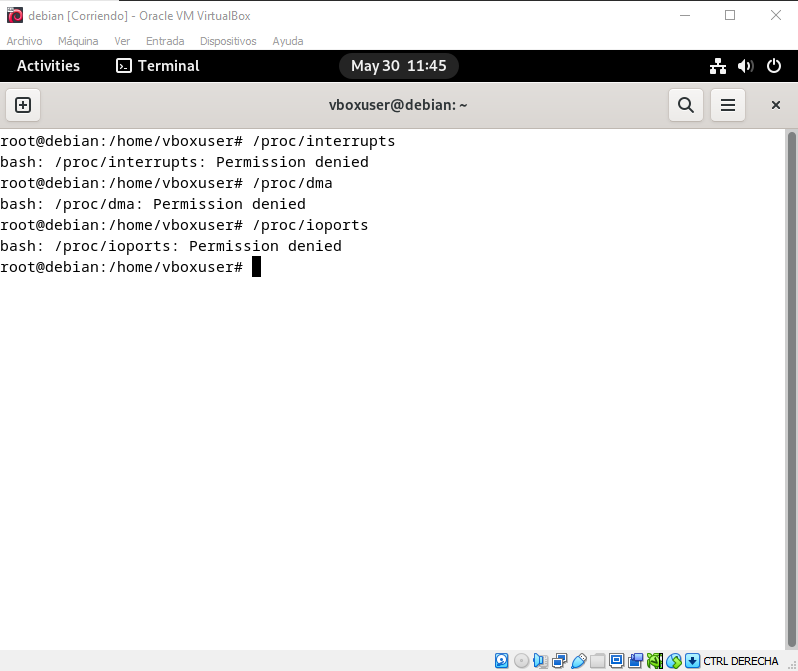 debian [Corriendo] - Oracle VM VirtualBox
Archivo Máquina Ver Entrada Dispositivos Ayuda
Activities Terminal May 30 11:45
vboxuser@debian: ~
root@debian:/home/vboxuser# /proc/interrupts
bash: /proc/interrupts: Permission denied
root@debian:/home/vboxuser# /proc/dma
bash: /proc/dma: Permission denied
root@debian:/home/vboxuser# /proc/ioports
bash: /proc/ioports: Permission denied
root@debian:/home/vboxuser#
CTRL DERECHA